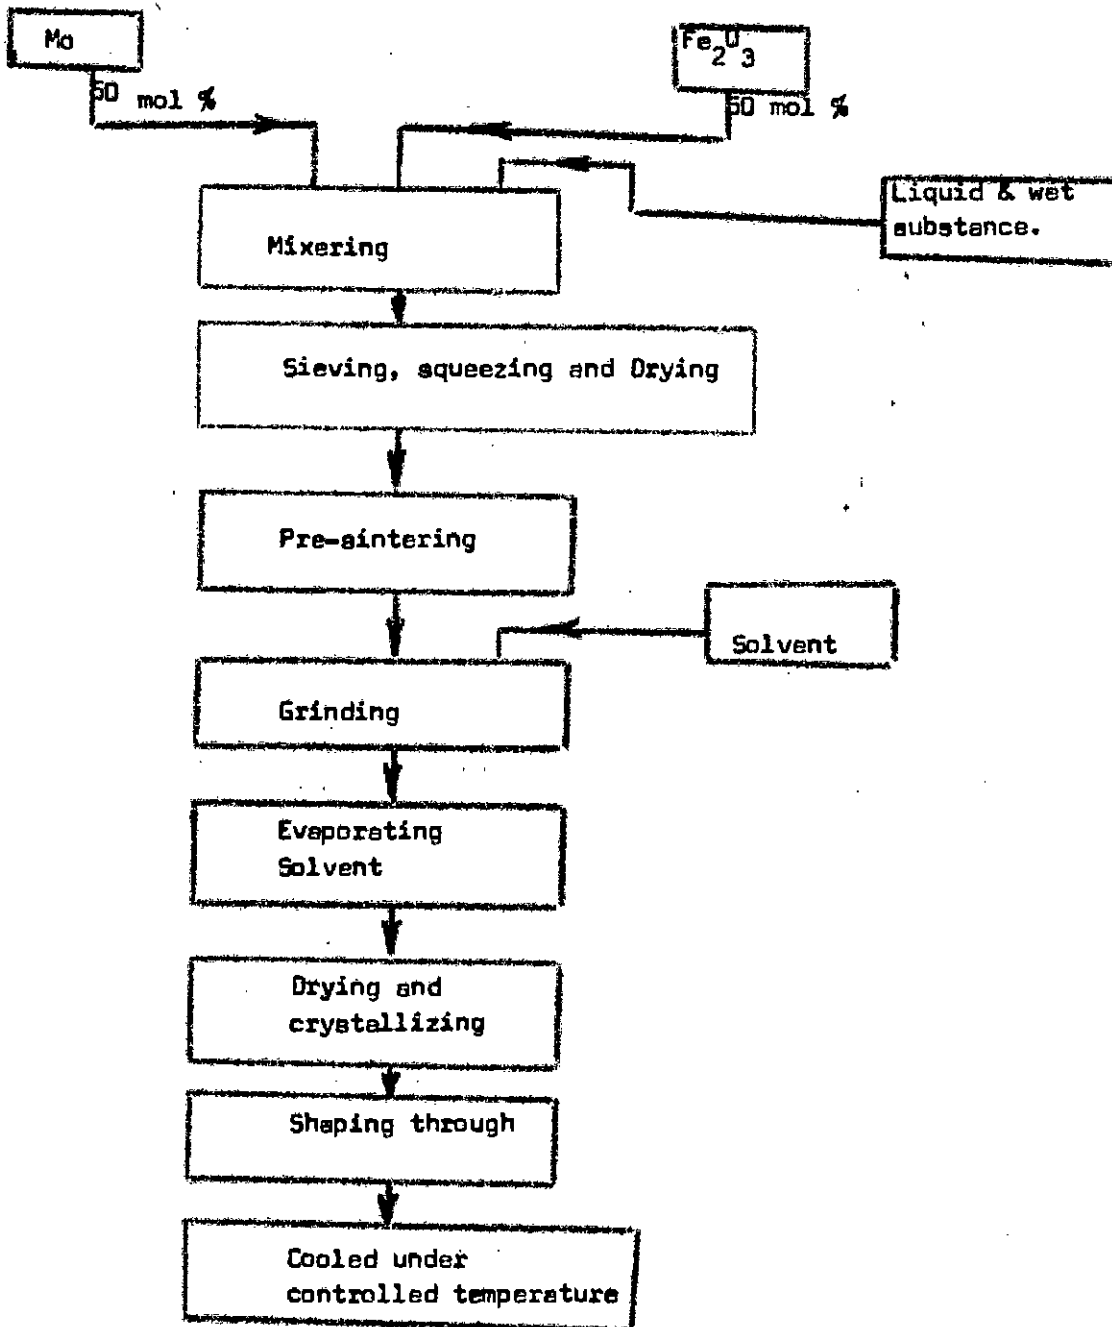 Mo
50 mol %
Fe2O3
50 mol %
Liquid & wet
substance.
Mixering
Sieving, squeezing and Drying
Pre-sintering
Solvent
Grinding
Evaporating
Solvent
Drying and
crystallizing
Shaping through
Cooled under
controlled temperature